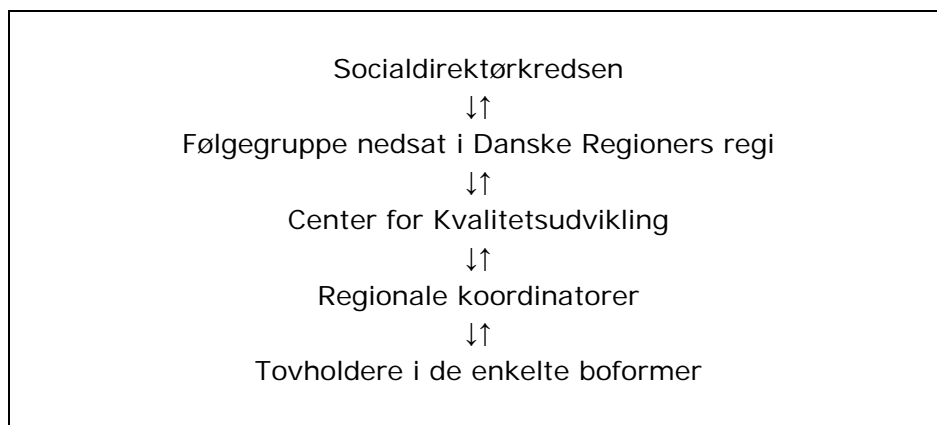 Socialdirektørkredsen
↓↑
Følgegruppe nedsat i Danske Regioners regi
↓↑
Center for Kvalitetsudvikling
↓↑
Regionale koordinatorer
↓↑
Tovholdere i de enkelte boformer